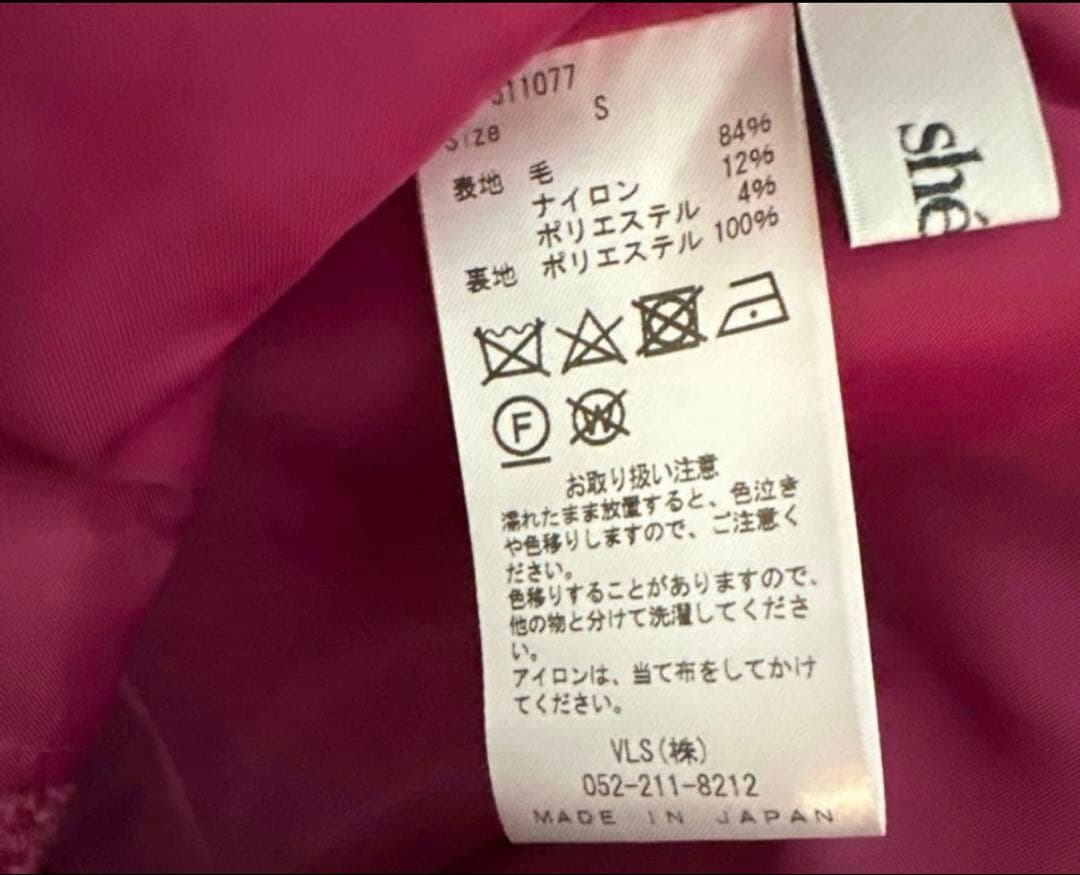 11077
Size S
表地 毛 84%
ナイロン 12%
ポリエステル 4%
裏地 ポリエステル 100%
F W
お取り扱い注意
濡れたまま放置すると、色泣き
や色移りしますので、ご注意く
ださい。
色移りすることがありますので、
他の物と分けて洗濯してくださ
い。
アイロンは、当て布をしてかけ
てください。
VLS(株)
052-211-8212
MADE IN JAPAN
shé